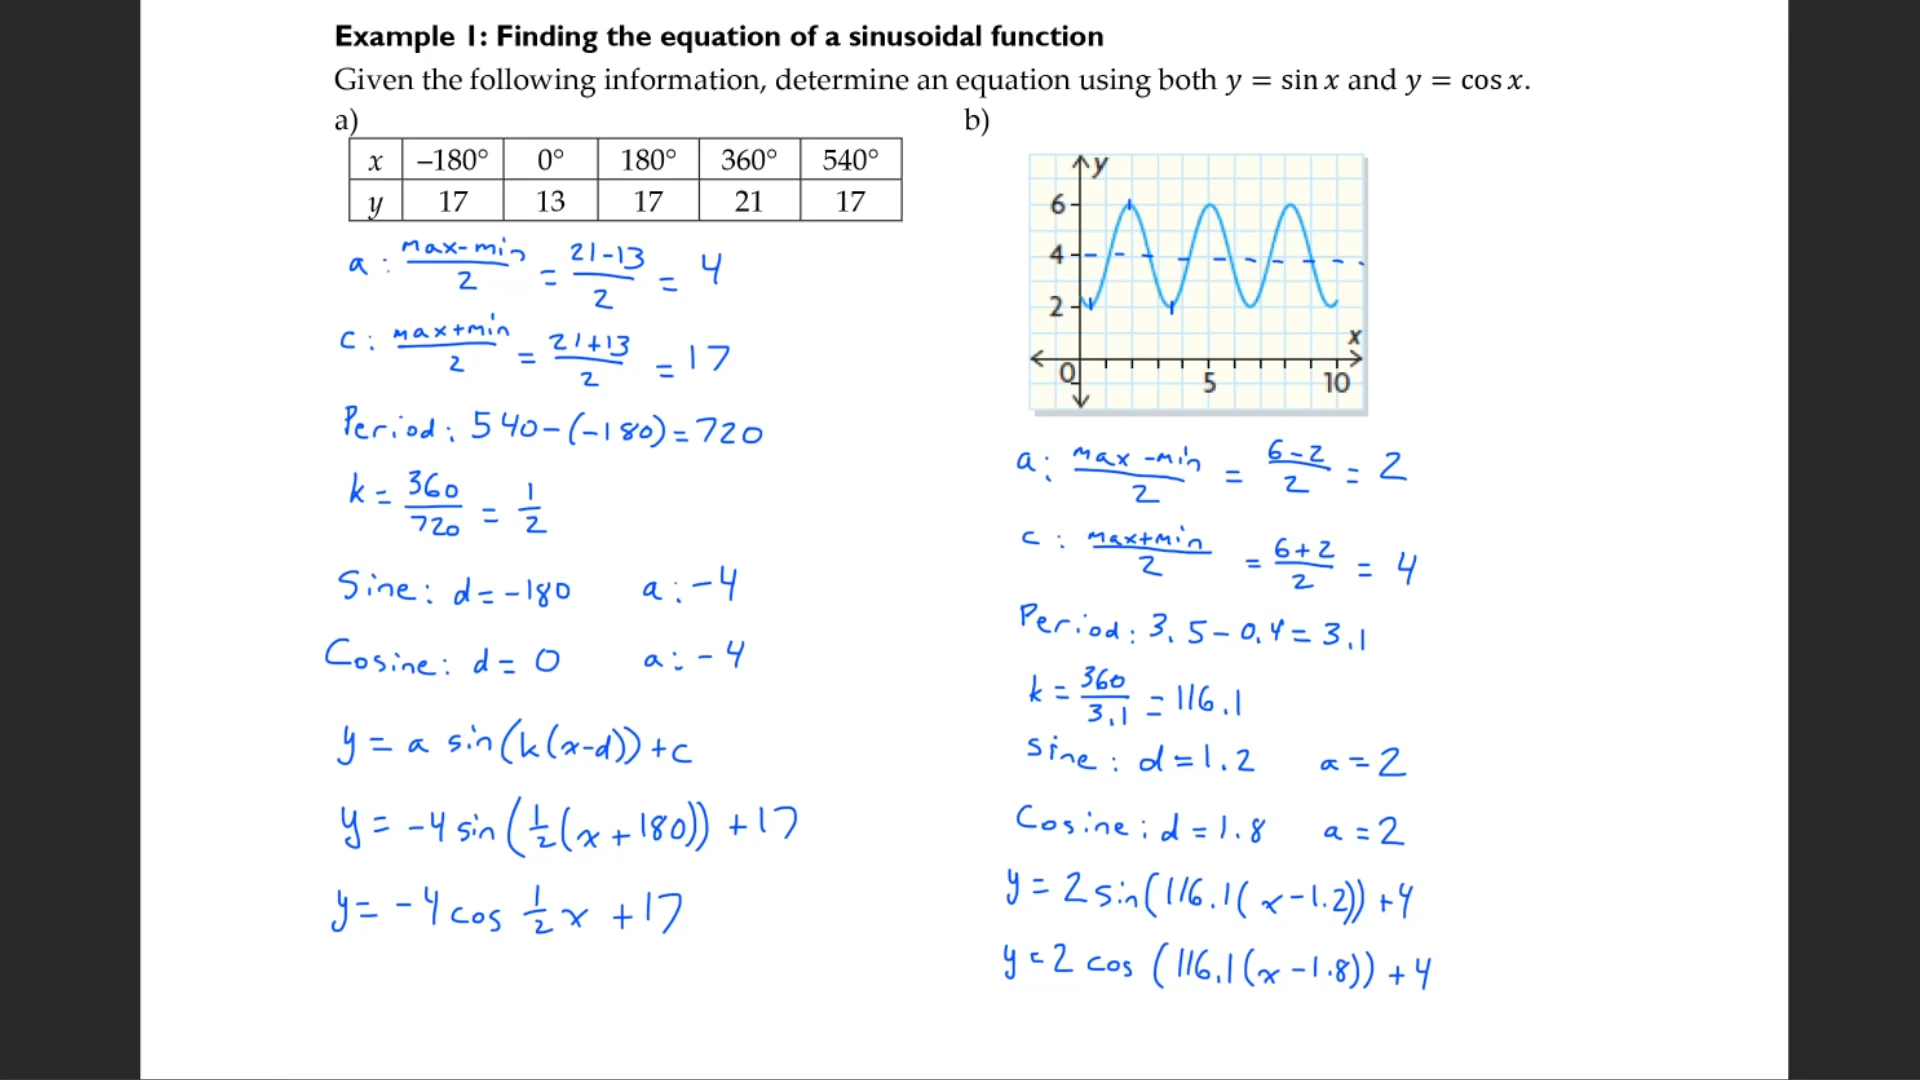 Example 1: Finding the equation of a sinusoidal function
Given the following information, determine an equation using both y = sin x and y = cos x.
a)
x −180° 0° 180° 360° 540°
y 17 13 17 21 17
a: (max-min)/2 = (21-13)/2 = 4
c: (max+min)/2 = (21+13)/2 = 17
Period: 540-(-180)=720
k = 360/720 = 1/2
Sine: d=-180 a:-4
Cosine: d=0 a:-4
y = a sin(k(x-d))+c
y = -4 sin(1/2(x+180))+17
y = -4 cos 1/2 x +17
b)
y
6
4
2
x
0 5 10
a: (max-min)/2 = (6-2)/2 = 2
c: (max+min)/2 = (6+2)/2 = 4
Period: 3.5-0.4=3.1
k = 360/3.1 = 116.1
sine: d=1.2 a=2
Cosine: d=1.8 a=2
y = 2 sin(116.1(x-1.2))+4
y = 2 cos (116.1(x-1.8))+4